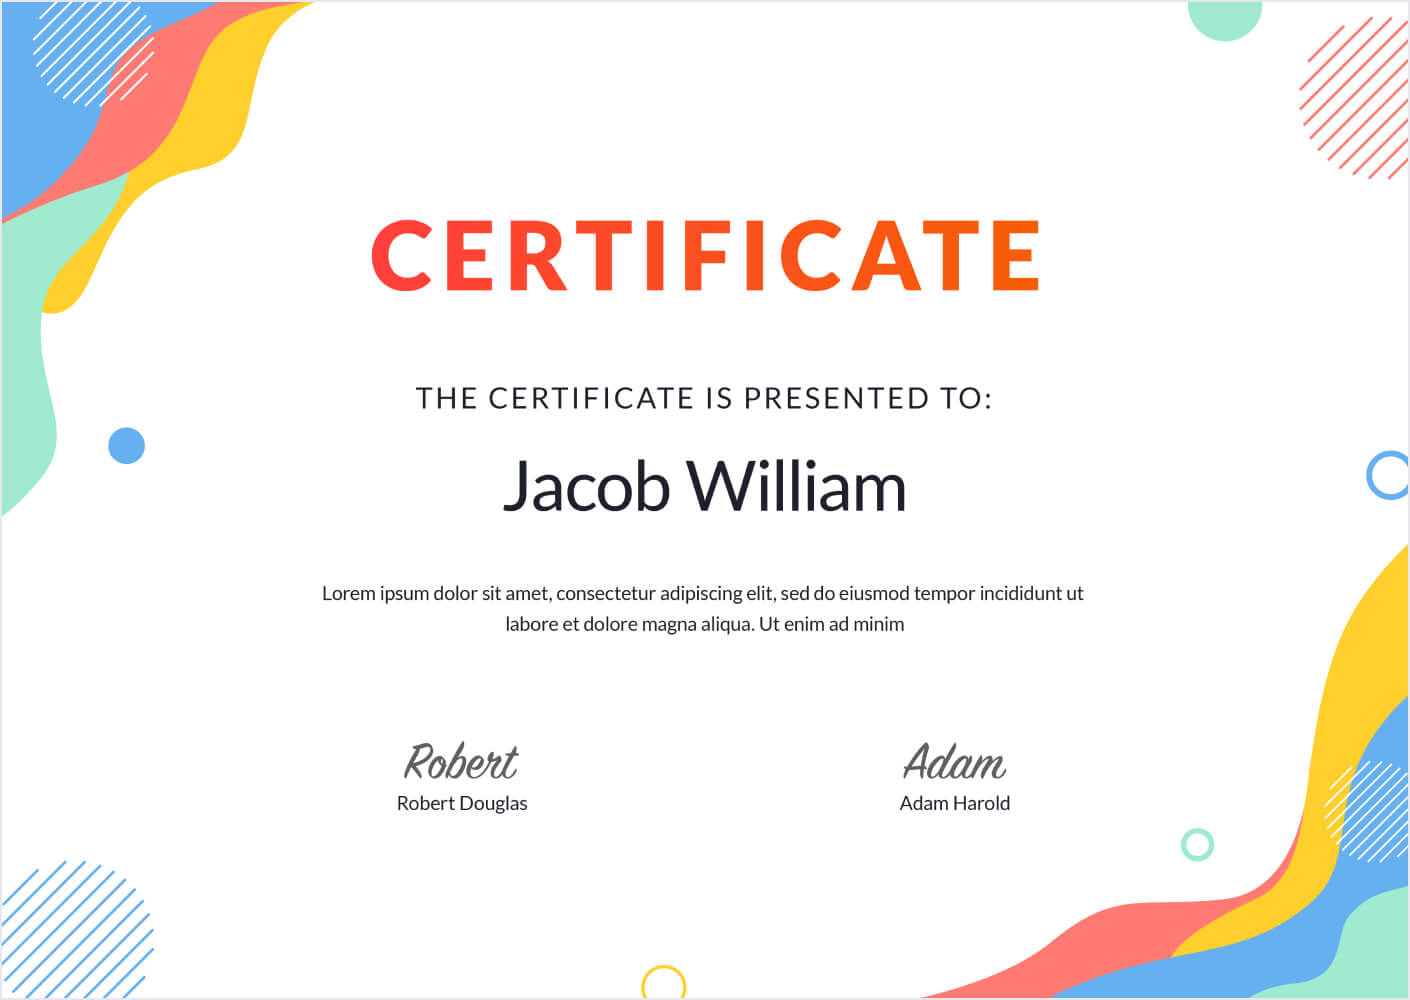 CERTIFICATE
THE CERTIFICATE IS PRESENTED TO:
Jacob William
Lorem ipsum dolor sit amet, consectetur adipiscing elit, sed do eiusmod tempor incididunt ut
labore et dolore magna aliqua. Ut enim ad minim
Robert
Robert Douglas
Adam
Adam Harold